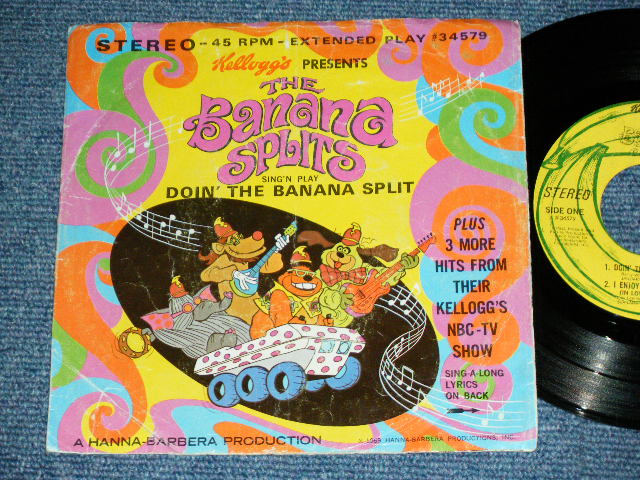 STEREO - 45 RPM - EXTENDED PLAY #34579
Kellogg's PRESENTS
THE
Banana
SPLITS
SING'N PLAY
DOIN' THE BANANA SPLIT
PLUS
3 MORE
HITS FROM
THEIR
KELLOGG'S
NBC-TV
SHOW
SING-A-LONG
LYRICS
ON BACK
A HANNA-BARBERA PRODUCTION
© 1969 HANNA-BARBERA PRODUCTIONS, INC.
STEREO
SIDE ONE
# 34579
1. DOIN' T
2. I ENJOY